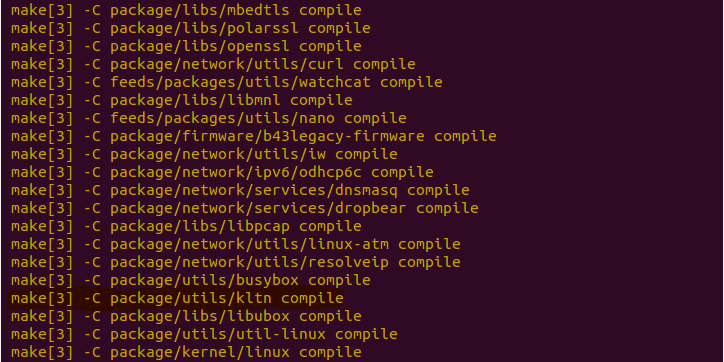 make[3] -C package/libs/mbedtls compile
make[3] -C package/libs/polarssl compile
make[3] -C package/libs/openssl compile
make[3] -C package/network/utils/curl compile
make[3] -C feeds/packages/utils/watchcat compile
make[3] -C package/libs/libmnl compile
make[3] -C feeds/packages/utils/nano compile
make[3] -C package/firmware/b43legacy-firmware compile
make[3] -C package/network/utils/iw compile
make[3] -C package/network/ipv6/odhcp6c compile
make[3] -C package/network/services/dnsmasq compile
make[3] -C package/network/services/dropbear compile
make[3] -C package/libs/libpcap compile
make[3] -C package/network/utils/linux-atm compile
make[3] -C package/network/utils/resolveip compile
make[3] -C package/utils/busybox compile
make[3] -C package/utils/kltn compile
make[3] -C package/libs/libubox compile
make[3] -C package/utils/util-linux compile
make[3] -C package/kernel/linux compile